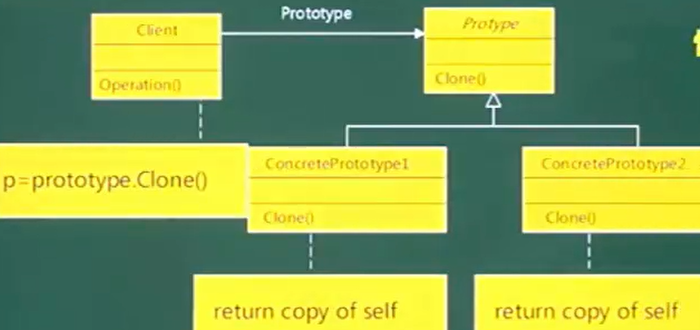 Prototype
Client
Protype
Operation()
Clone()
p=prototype.Clone()
ConcretePrototype1
ConcretePrototype2
Clone()
Clone()
return copy of self
return copy of self